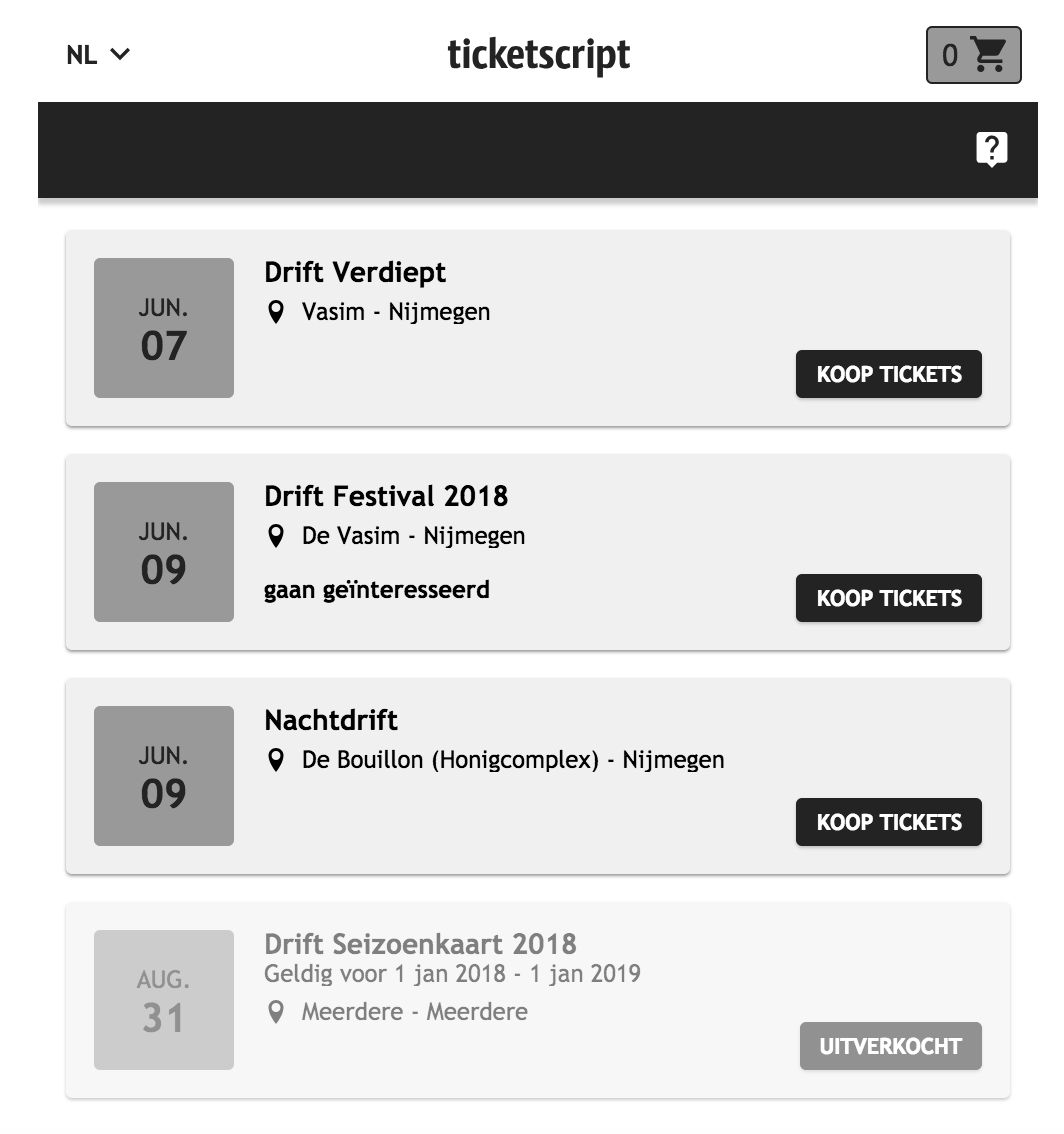 NL
ticketscript
0
?
JUN.
07
Drift Verdiept
Vasim - Nijmegen
KOOP TICKETS
JUN.
09
Drift Festival 2018
De Vasim - Nijmegen
gaan geïnteresseerd
KOOP TICKETS
JUN.
09
Nachtdrift
De Bouillon (Honigcomplex) - Nijmegen
KOOP TICKETS
AUG.
31
Drift Seizoenkaart 2018
Geldig voor 1 jan 2018 - 1 jan 2019
Meerdere - Meerdere
UITVERKOCHT